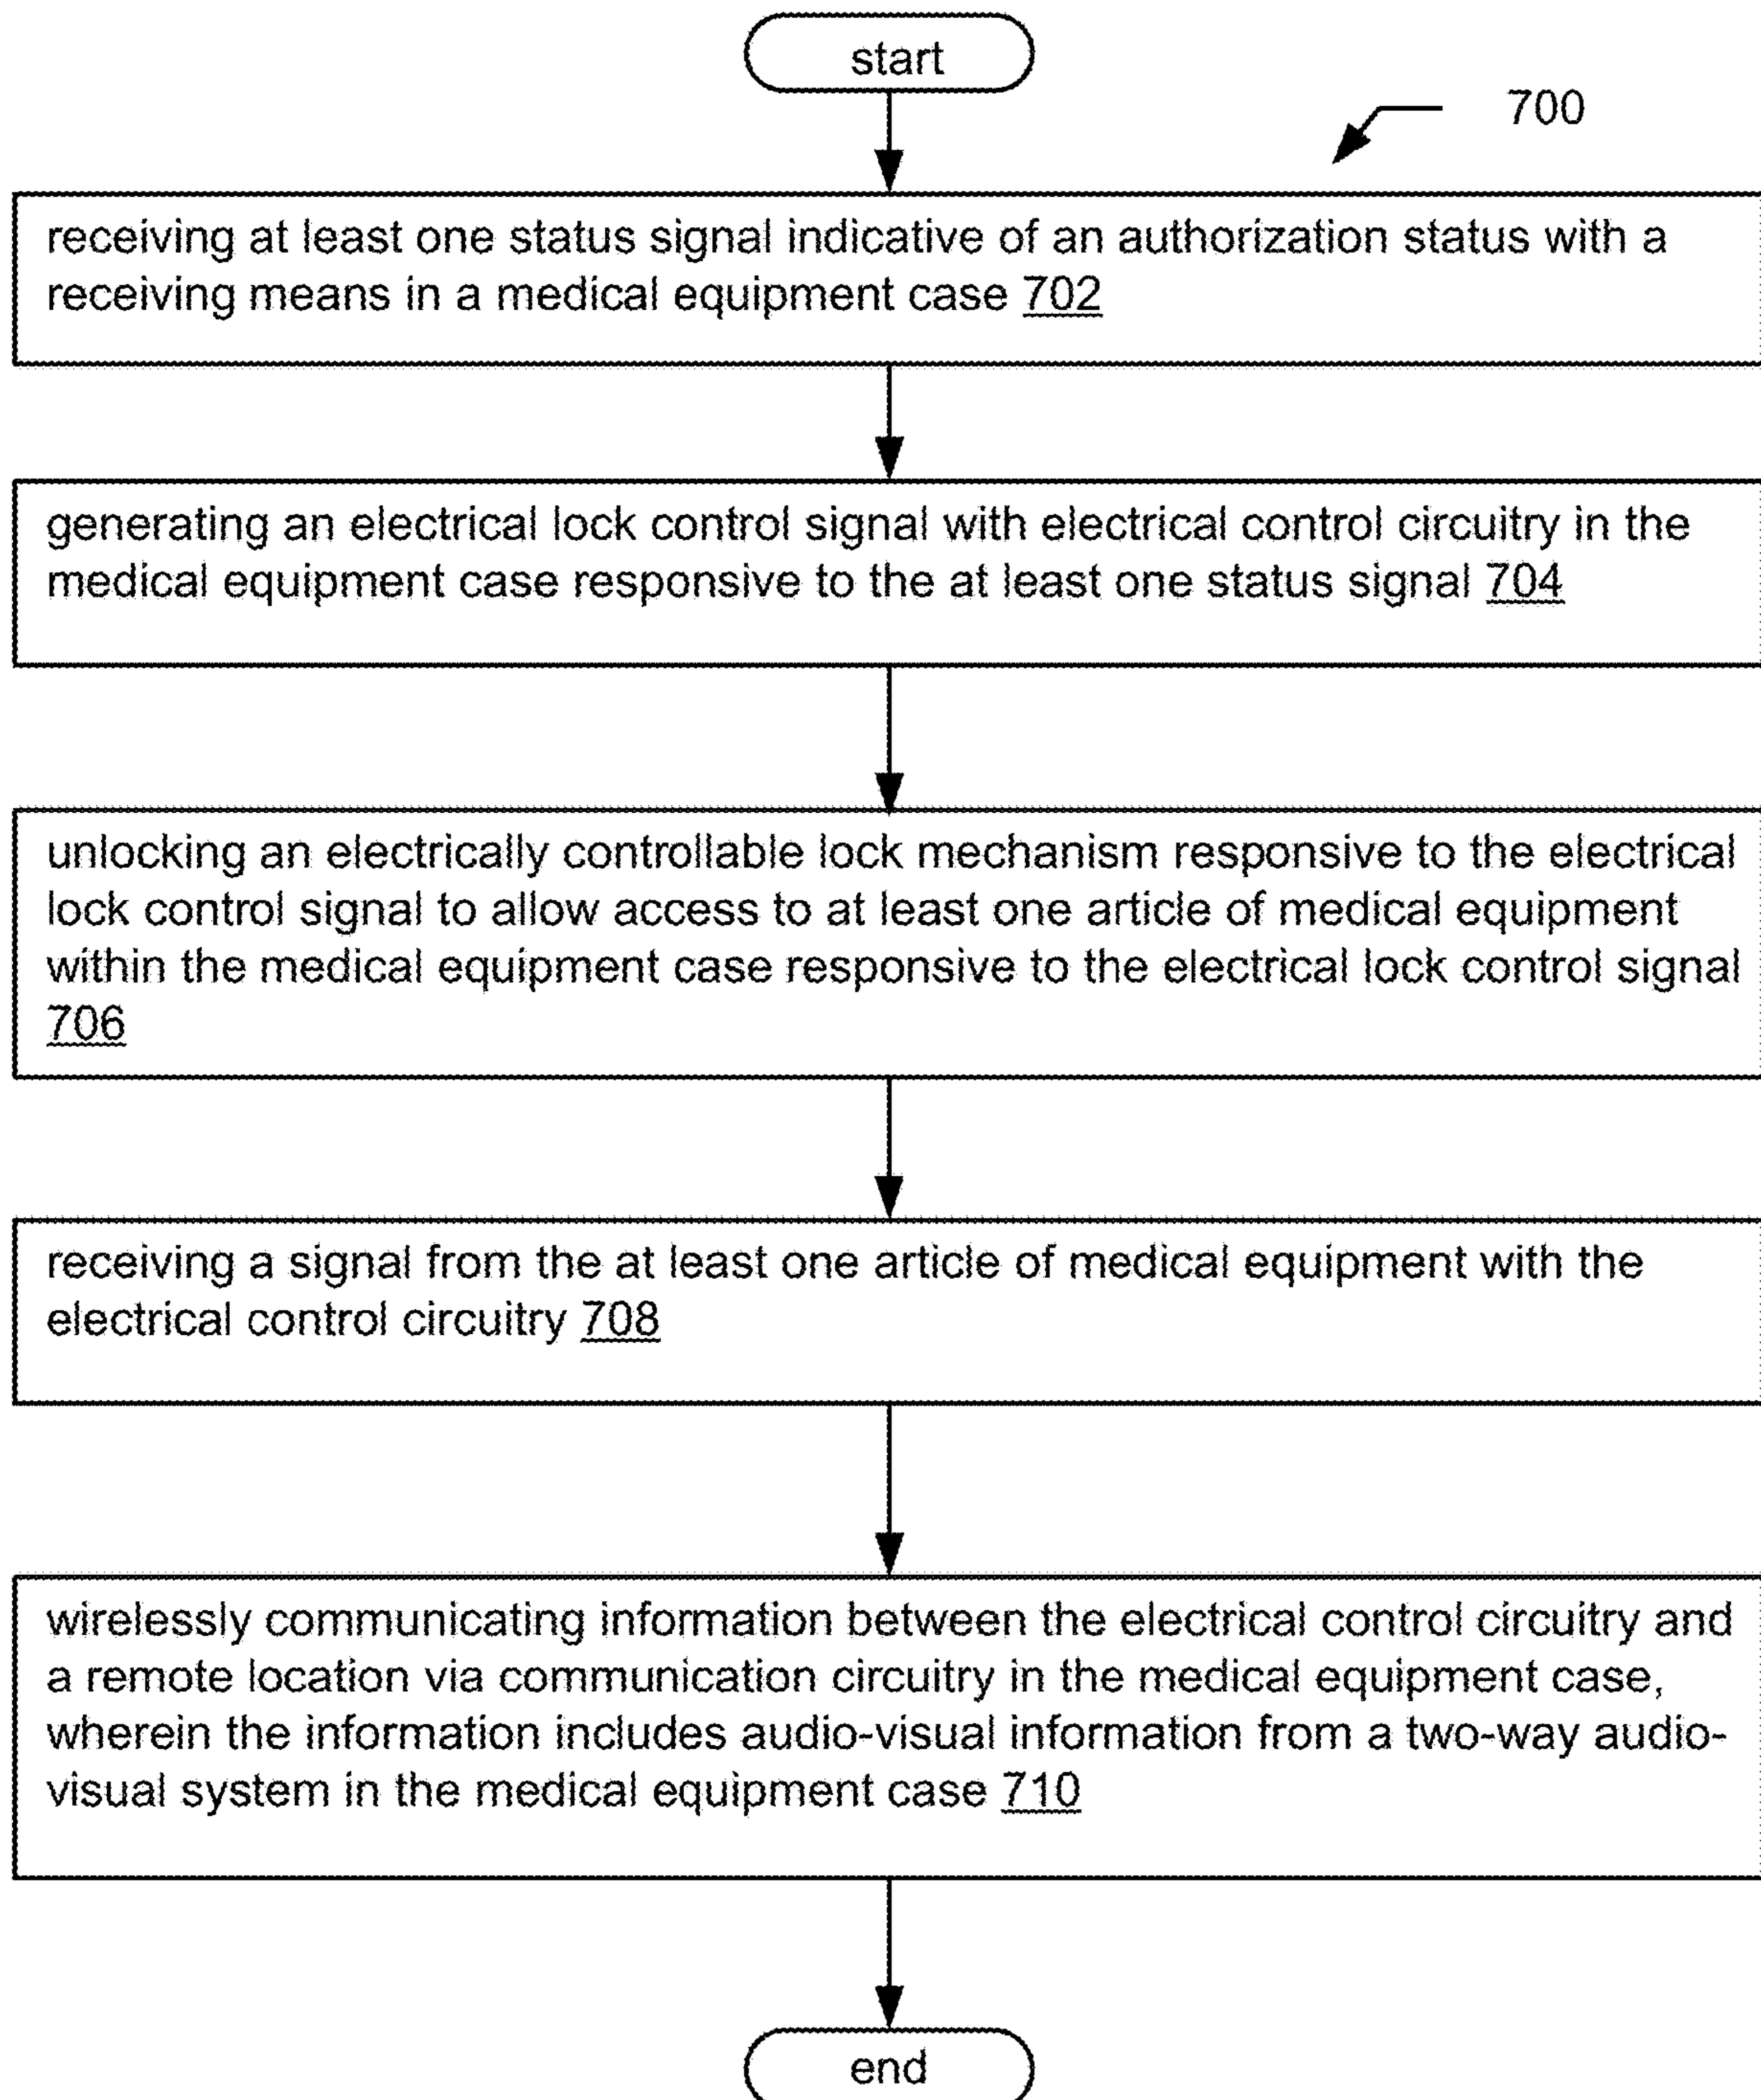 start
700
receiving at least one status signal indicative of an authorization status with a
receiving means in a medical equipment case 702
generating an electrical lock control signal with electrical control circuitry in the
medical equipment case responsive to the at least one status signal 704
unlocking an electrically controllable lock mechanism responsive to the electrical
lock control signal to allow access to at least one article of medical equipment
within the medical equipment case responsive to the electrical lock control signal
706
receiving a signal from the at least one article of medical equipment with the
electrical control circuitry 708
wirelessly communicating information between the electrical control circuitry and
a remote location via communication circuitry in the medical equipment case,
wherein the information includes audio-visual information from a two-way audio-
visual system in the medical equipment case 710
end